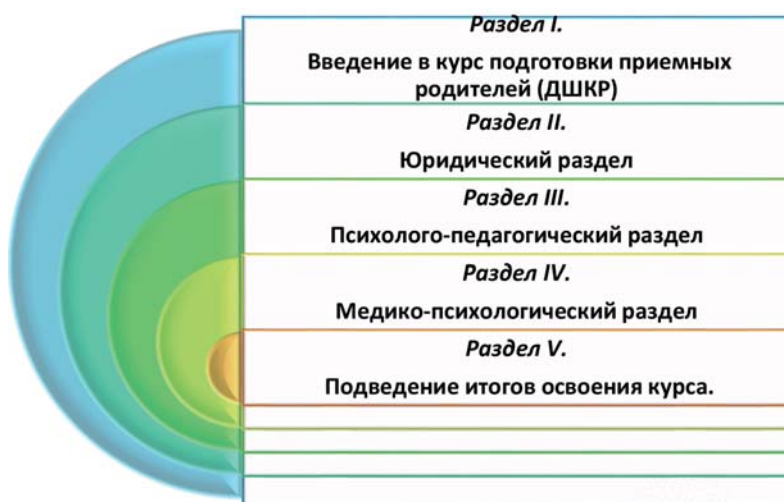 Раздел I.
Введение в курс подготовки приемных
родителей (ДШКР)
Раздел II.
Юридический раздел
Раздел III.
Психолого-педагогический раздел
Раздел IV.
Медико-психологический раздел
Раздел V.
Подведение итогов освоения курса.